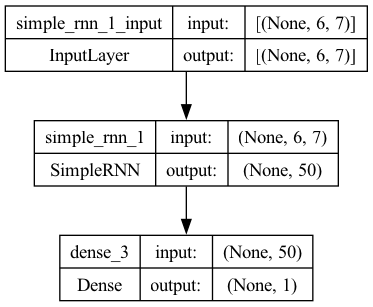 simple_rnn_1_input input: [(None, 6, 7)]
InputLayer output: [(None, 6, 7)]
simple_rnn_1 input: (None, 6, 7)
SimpleRNN output: (None, 50)
dense_3 input: (None, 50)
Dense output: (None, 1)